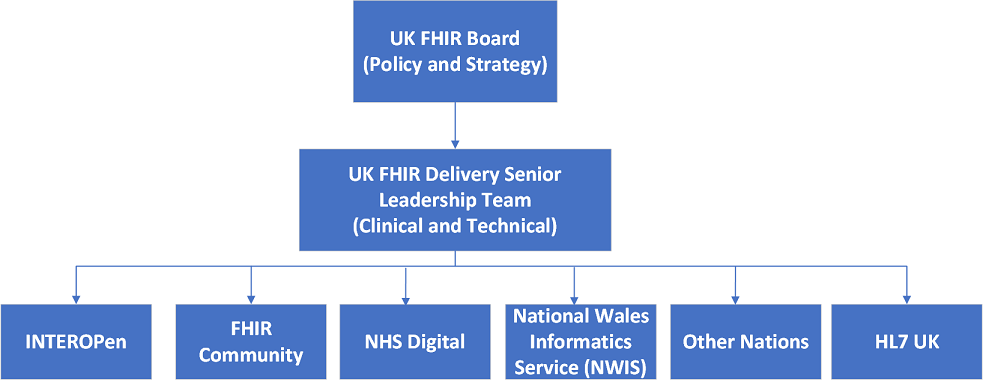 UK FHIR Board
(Policy and Strategy)
UK FHIR Delivery Senior
Leadership Team
(Clinical and Technical)
INTEROPen
FHIR
Community
NHS Digital
National Wales
Informatics
Service (NWIS)
Other Nations
HL7 UK